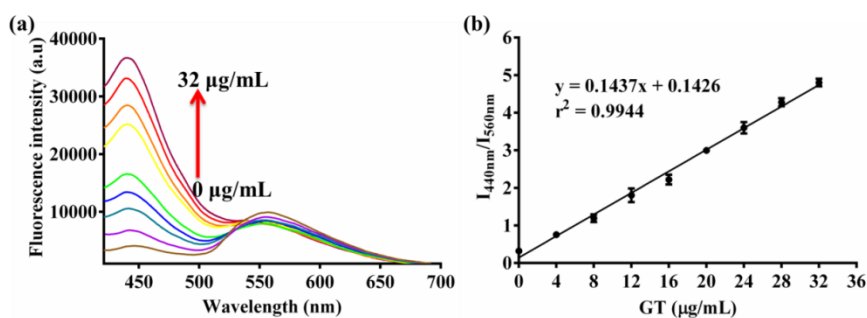 (a)
Fluorescence intensity (a.u)
40000
30000
20000
10000
32 μg/mL
0 μg/mL
450 500 550 600 650 700
Wavelength (nm)
(b)
I440nm/I560nm
6
5
4
3
2
1
0
y = 0.1437x + 0.1426
r² = 0.9944
0 4 8 12 16 20 24 28 32 36
GT (μg/mL)